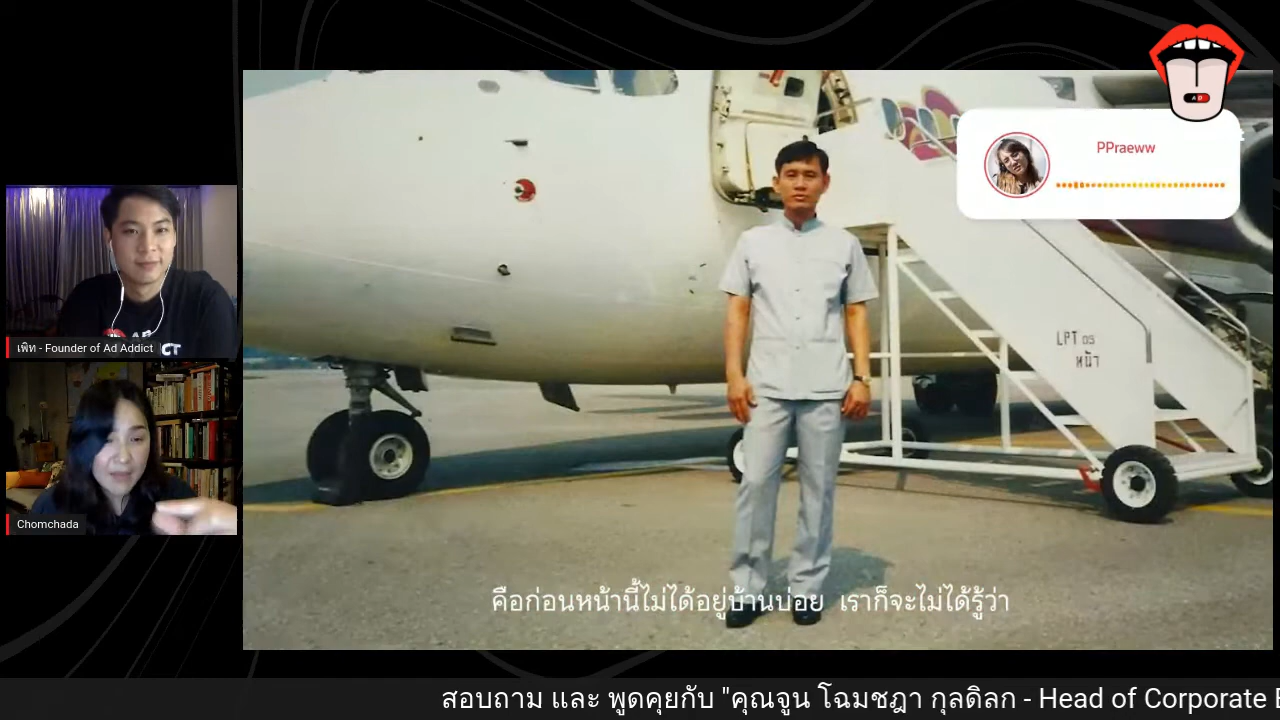 PPraeww
LPT 05
หน้า
เพิท - Founder of Ad Addict
Chomchada
คือก่อนหน้านี้ไม่ได้อยู่บ้านบ่อย เราก็จะไม่ได้รู้ว่า
สอบถาม และ พูดคุยกับ "คุณจูน โฉมชฎา กุลดิลก - Head of Corporate